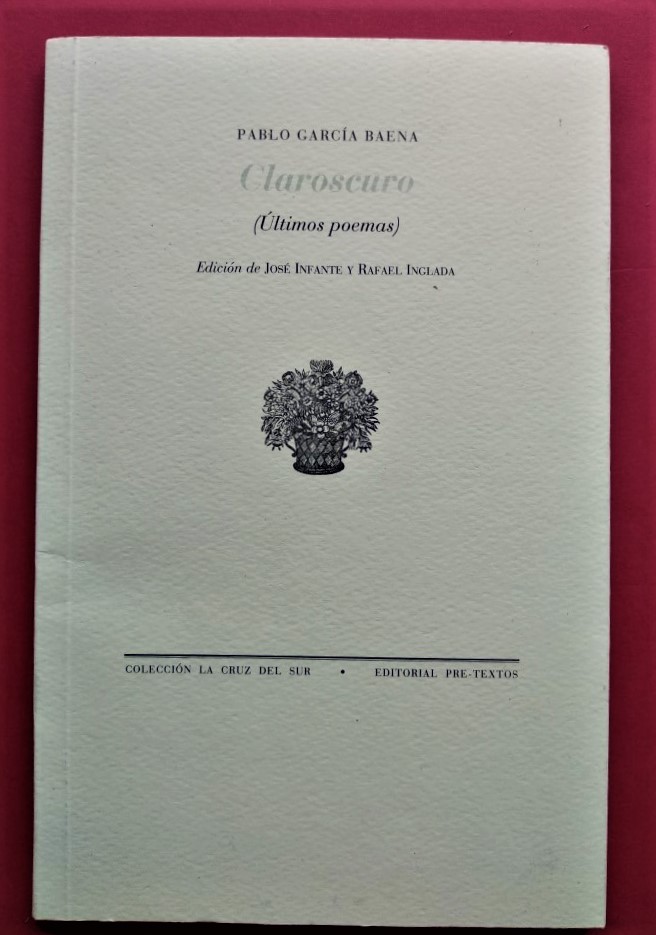 PABLO GARCÍA BAENA
Claroscuro
(Últimos poemas)
Edición de JOSÉ INFANTE Y RAFAEL INGLADA
COLECCIÓN LA CRUZ DEL SUR • EDITORIAL PRE-TEXTOS